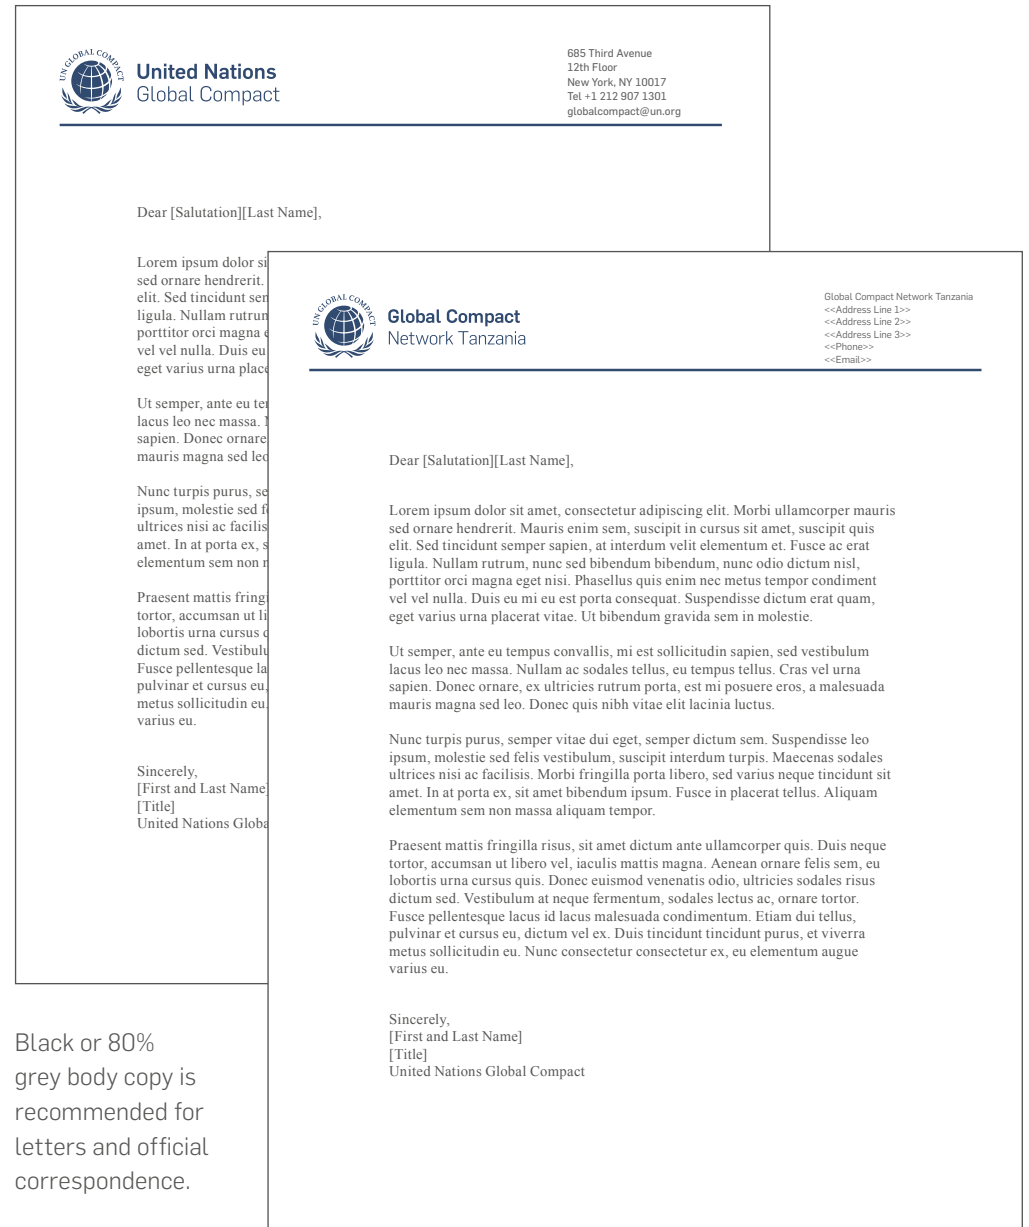 UN GLOBAL COMPACT
United Nations
Global Compact
685 Third Avenue
12th Floor
New York, NY 10017
Tel +1 212 907 1301
globalcompact@un.org
Dear [Salutation][Last Name],
Lorem ipsum dolor si
sed ornare hendrerit.
elit. Sed tincidunt sem
ligula. Nullam rutrum
porttitor orci magna e
vel vel nulla. Duis eu
eget varius urna place
Ut semper, ante eu te
lacus leo nec massa.
sapien. Donec ornare
mauris magna sed leo
Nunc turpis purus, se
ipsum, molestie sed f
ultrices nisi ac facilis
amet. In at porta ex, s
elementum sem non
Praesent mattis fringi
tortor, accumsan ut li
lobortis urna cursus
dictum sed. Vestibulu
Fusce pellentesque la
pulvinar et cursus eu,
metus sollicitudin eu.
varius eu.
Sincerely,
[First and Last Name]
[Title]
United Nations Globa
UN GLOBAL COMPACT
Global Compact
Network Tanzania
Global Compact Network Tanzania
<<Address Line 1>>
<<Address Line 2>>
<<Address Line 3>>
<<Phone>>
<<Email>>
Dear [Salutation][Last Name],
Lorem ipsum dolor sit amet, consectetur adipiscing elit. Morbi ullamcorper mauris
sed ornare hendrerit. Mauris enim sem, suscipit in cursus sit amet, suscipit quis
elit. Sed tincidunt semper sapien, at interdum velit elementum et. Fusce ac erat
ligula. Nullam rutrum, nunc sed bibendum bibendum, nunc odio dictum nisl,
porttitor orci magna eget nisi. Phasellus quis enim nec metus tempor condiment
vel vel nulla. Duis eu mi eu est porta consequat. Suspendisse dictum erat quam,
eget varius urna placerat vitae. Ut bibendum gravida sem in molestie.
Ut semper, ante eu tempus convallis, mi est sollicitudin sapien, sed vestibulum
lacus leo nec massa. Nullam ac sodales tellus, eu tempus tellus. Cras vel urna
sapien. Donec ornare, ex ultricies rutrum porta, est mi posuere eros, a malesuada
mauris magna sed leo. Donec quis nibh vitae elit lacinia luctus.
Nunc turpis purus, semper vitae dui eget, semper dictum sem. Suspendisse leo
ipsum, molestie sed felis vestibulum, suscipit interdum turpis. Maecenas sodales
ultrices nisi ac facilisis. Morbi fringilla porta libero, sed varius neque tincidunt sit
amet. In at porta ex, sit amet bibendum ipsum. Fusce in placerat tellus. Aliquam
elementum sem non massa aliquam tempor.
Praesent mattis fringilla risus, sit amet dictum ante ullamcorper quis. Duis neque
tortor, accumsan ut libero vel, iaculis mattis magna. Aenean ornare felis sem, eu
lobortis urna cursus quis. Donec euismod venenatis odio, ultricies sodales risus
dictum sed. Vestibulum at neque fermentum, sodales lectus ac, ornare tortor.
Fusce pellentesque lacus id lacus malesuada condimentum. Etiam dui tellus,
pulvinar et cursus eu, dictum vel ex. Duis tincidunt tincidunt purus, et viverra
metus sollicitudin eu. Nunc consectetur consectetur ex, eu elementum augue
varius eu.
Sincerely,
[First and Last Name]
[Title]
United Nations Global Compact
Black or 80%
grey body copy is
recommended for
letters and official
correspondence.